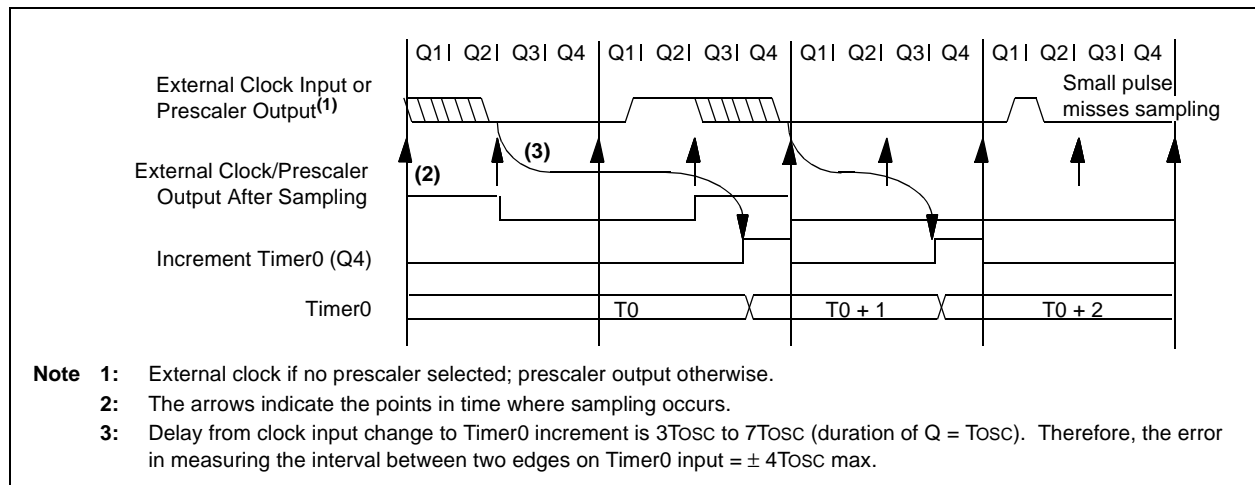 Q1| Q2| Q3| Q4 Q1| Q2| Q3| Q4 Q1| Q2| Q3| Q4 Q1| Q2| Q3| Q4
External Clock Input or
Prescaler Output(1)
Small pulse
misses sampling
(3)
External Clock/Prescaler
Output After Sampling
(2)
Increment Timer0 (Q4)
Timer0 T0 T0 + 1 T0 + 2
Note 1: External clock if no prescaler selected; prescaler output otherwise.
2: The arrows indicate the points in time where sampling occurs.
3: Delay from clock input change to Timer0 increment is 3TOSC to 7TOSC (duration of Q = TOSC). Therefore, the error
in measuring the interval between two edges on Timer0 input = ± 4TOSC max.